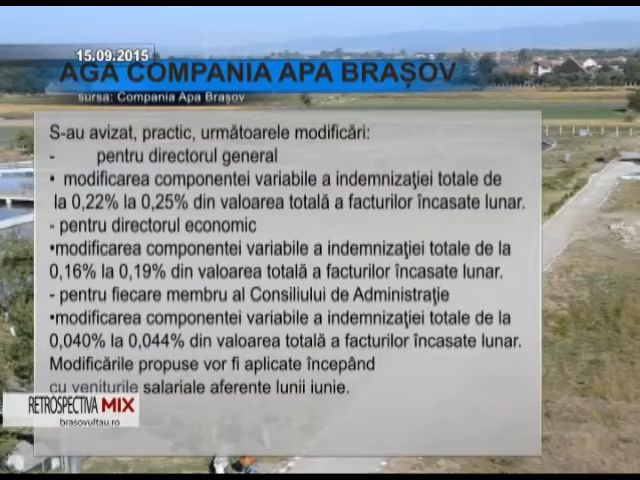 15.09.2015
AGA COMPANIA APA BRAȘOV
sursa: Compania Apa Brașov
S-au avizat, practic, următoarele modificări:
- pentru directorul general
• modificarea componentei variabile a indemnizaţiei totale de
la 0,22% la 0,25% din valoarea totală a facturilor încasate lunar.
- pentru directorul economic
•modificarea componentei variabile a indemnizaţiei totale de la
0,16% la 0,19% din valoarea totală a facturilor încasate lunar.
- pentru fiecare membru al Consiliului de Administraţie
•modificarea componentei variabile a indemnizaţiei totale de la
0,040% la 0,044% din valoarea totală a facturilor încasate lunar.
Modificările propuse vor fi aplicate începând
cu veniturile salariale aferente lunii iunie.
RETROSPECTIVA MIX
brasovultau.ro